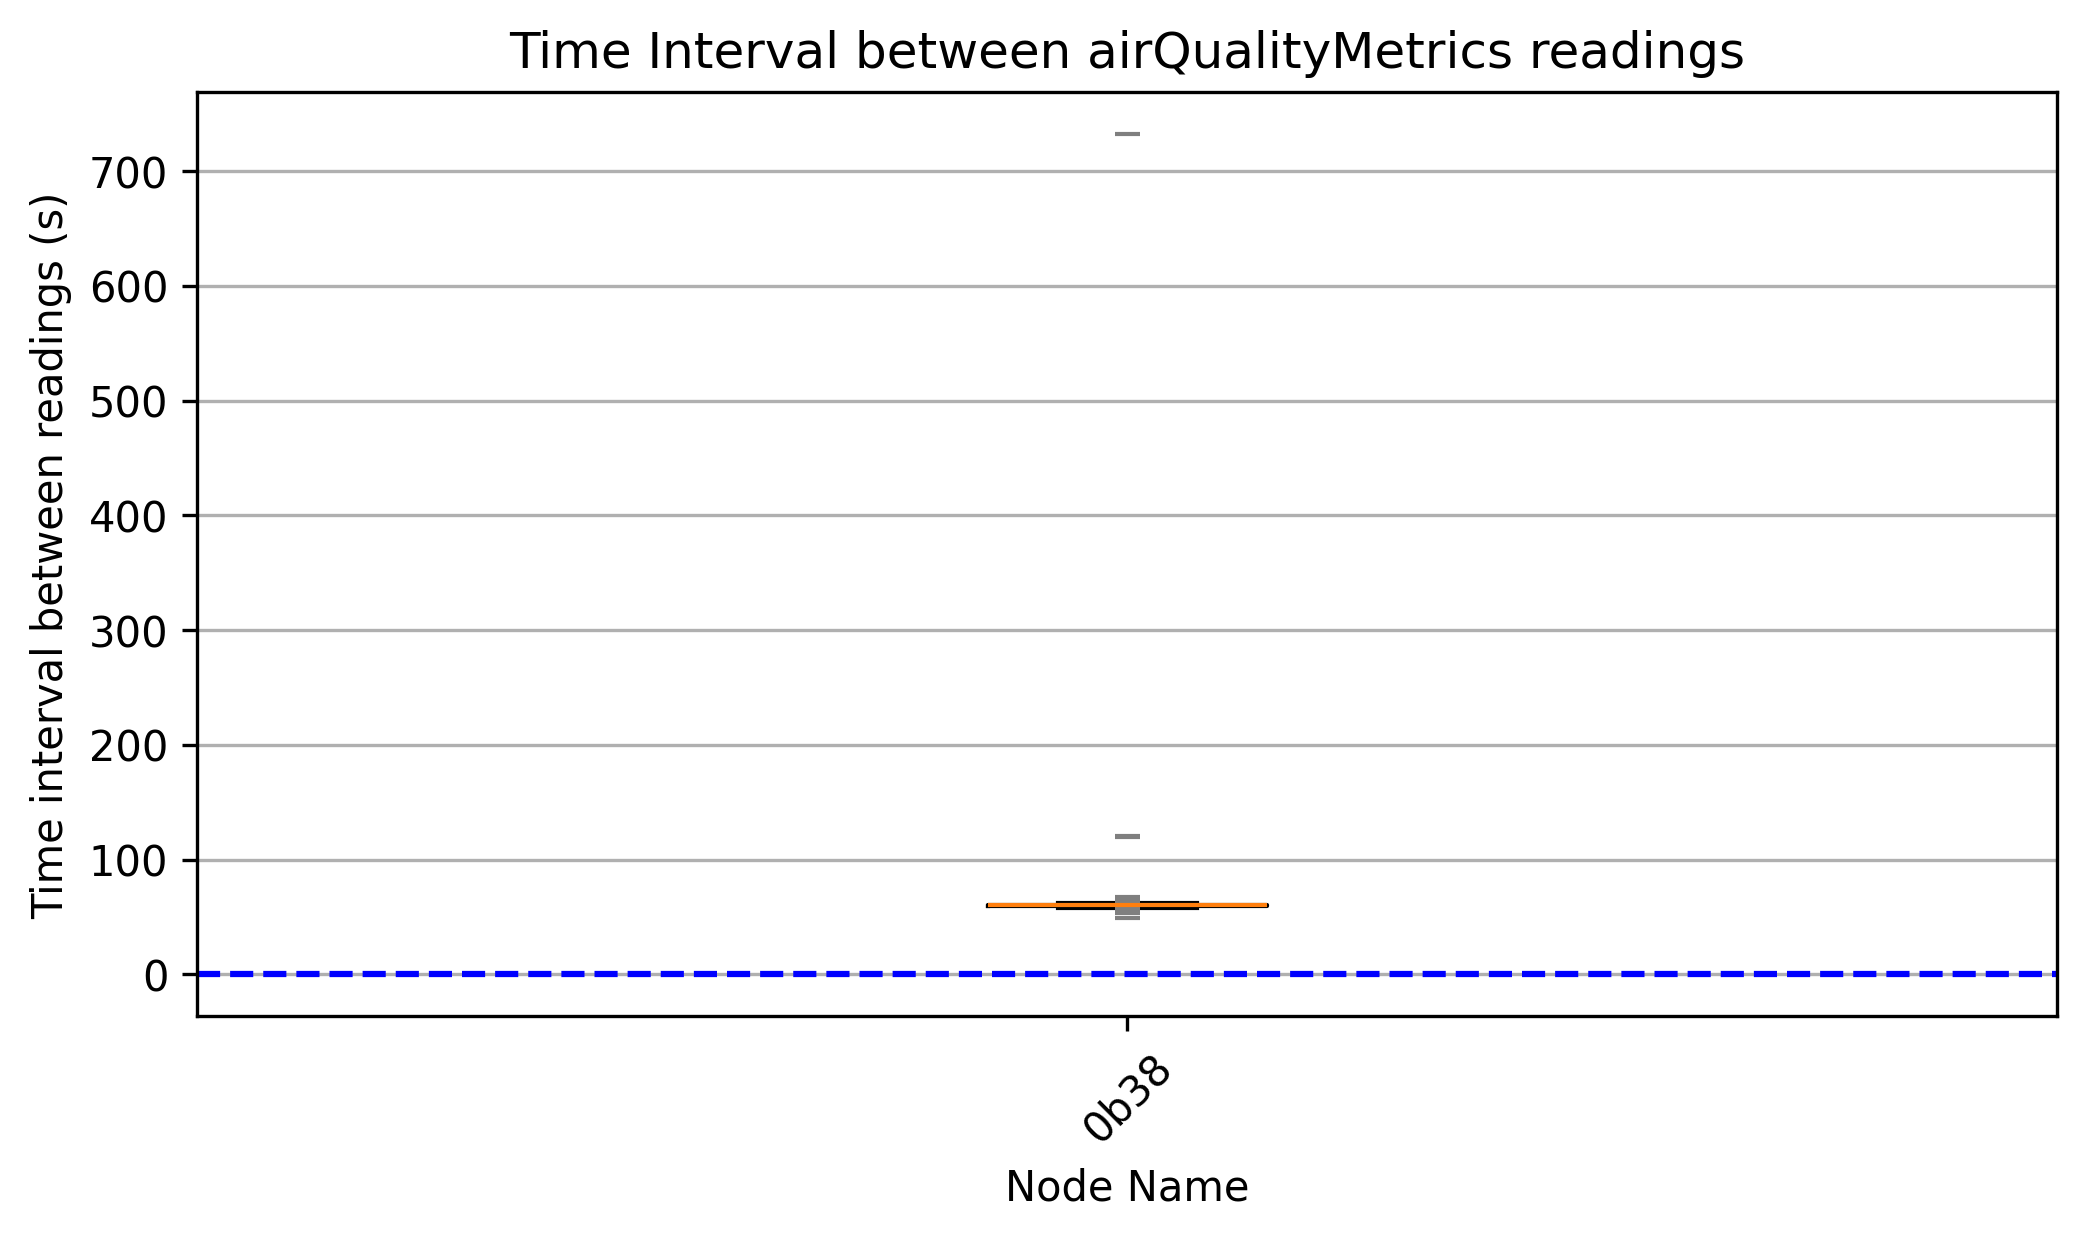 Time Interval between airQualityMetrics readings
Time interval between readings (s)
700
600
500
400
300
200
100
0
0b38
Node Name